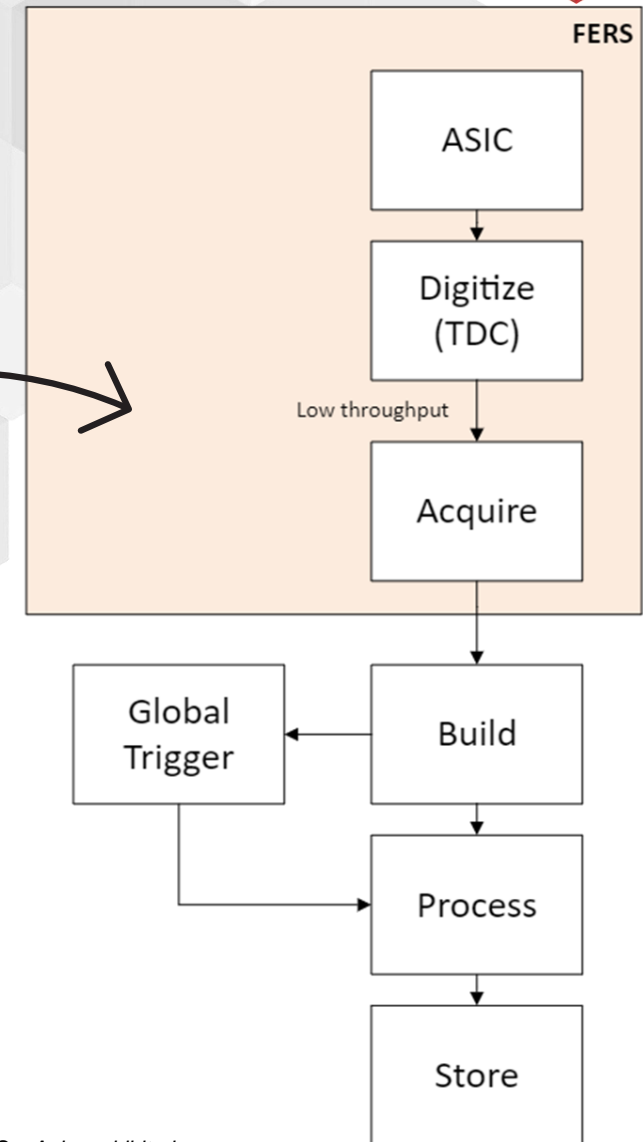 FERS
ASIC
Digitize
(TDC)
Low throughput
Acquire
Global
Trigger
Build
Process
Store